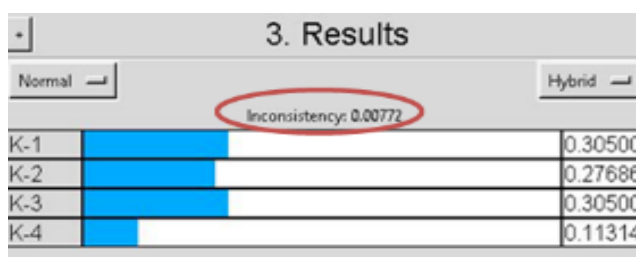 +
3. Results
Normal
Hybrid
Inconsistency: 0.00772
K-1 0.30500
K-2 0.27686
K-3 0.30500
K-4 0.11314